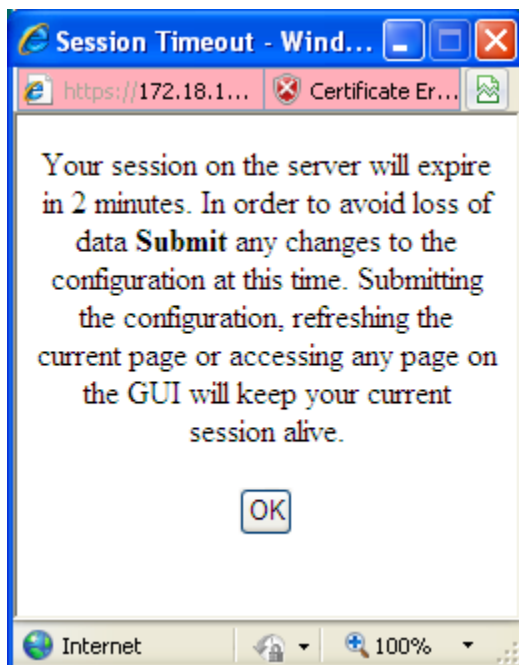 Session Timeout - Wind...
https://172.18.1... Certificate Er...
Your session on the server will expire
in 2 minutes. In order to avoid loss of
data Submit any changes to the
configuration at this time. Submitting
the configuration, refreshing the
current page or accessing any page on
the GUI will keep your current
session alive.
OK
Internet 100%